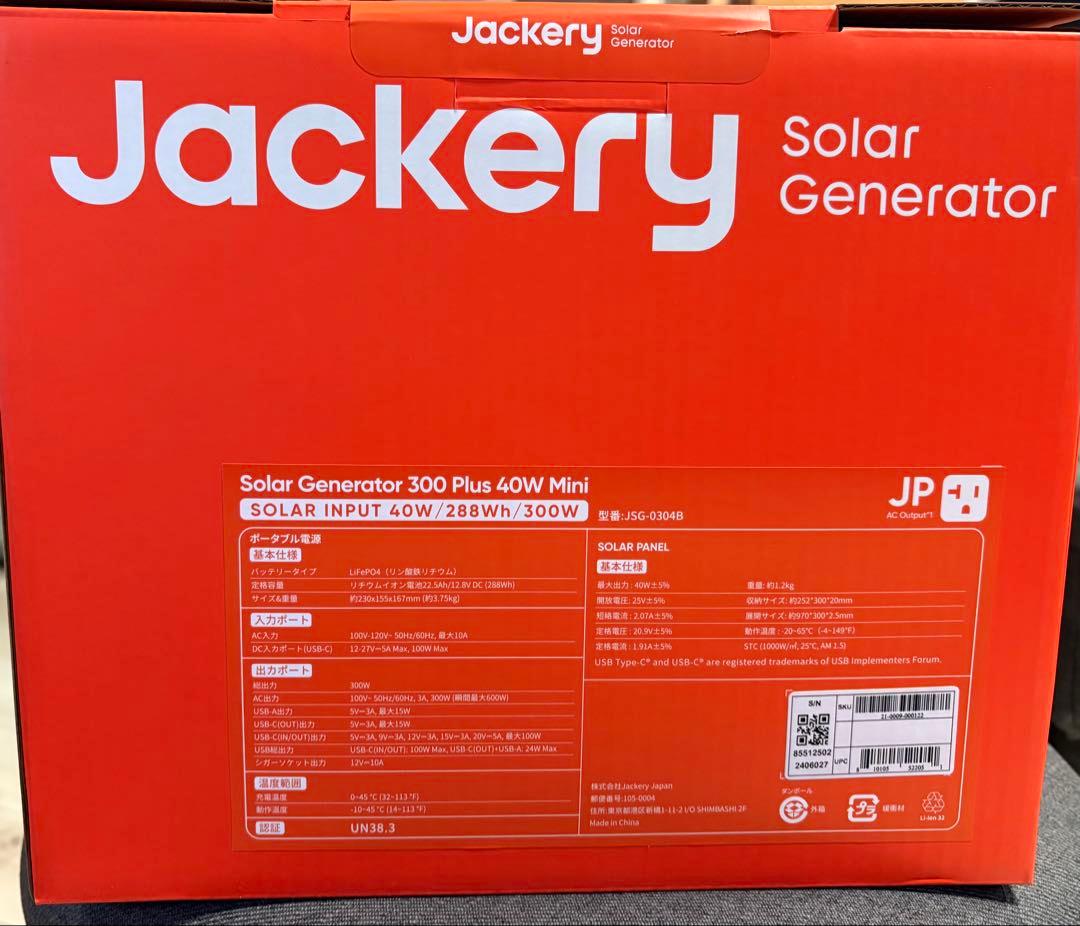 Jackery Solar Generator
Jackery Solar Generator
Solar Generator 300 Plus 40W Mini
SOLAR INPUT 40W/288Wh/300W
型番:JSG-0304B
JP
AC Output*1
ポータブル電源
基本仕様
バッテリータイプ LiFePO4（リン酸鉄リチウム）
定格容量 リチウムイオン電池22.5Ah/12.8V DC (288Wh)
サイズ&重量 約230x155x167mm (約3.75kg)
入力ポート
AC入力 100V-120V~ 50Hz/60Hz, 最大10A
DC入力ポート(USB-C) 12-27V⎓5A Max, 100W Max
出力ポート
総出力 300W
AC出力 100V~ 50Hz/60Hz, 3A, 300W (瞬間最大600W)
USB-A出力 5V⎓3A, 最大15W
USB-C(OUT)出力 5V⎓3A, 最大15W
USB-C(IN/OUT)出力 5V⎓3A, 9V⎓3A, 12V⎓3A, 15V⎓3A, 20V⎓5A, 最大100W
USB総出力 USB-C(IN/OUT): 100W Max, USB-C(OUT)+USB-A: 24W Max
シガーソケット出力 12V⎓10A
温度範囲
充電温度 0~45 °C (32~113 °F)
動作温度 -10~45 °C (14~113 °F)
認証 UN38.3
SOLAR PANEL
基本仕様
最大出力：40W±5% 重量: 約1.2kg
開放電圧：25V±5% 収納サイズ: 約252*300*20mm
短絡電流：2.07A±5% 展開サイズ: 約970*300*2.5mm
定格電圧：20.9V±5% 動作温度：-20~65°C（-4~149°F）
定格電流：1.91A±5% STC (1000W/㎡, 25°C, AM 1.5)
USB Type-C® and USB-C® are registered trademarks of USB Implementers Forum.
S/N
85512502
2406027
SKU
21-0009-000122
UPC
8 10105 52205 1
株式会社Jackery Japan
郵便番号:105-0004
住所:東京都港区新橋1-11-2 I/O SHIMBASHI 2F
Made in China
ダンボール
外箱
プラ
緩衝材
Li-ion 32